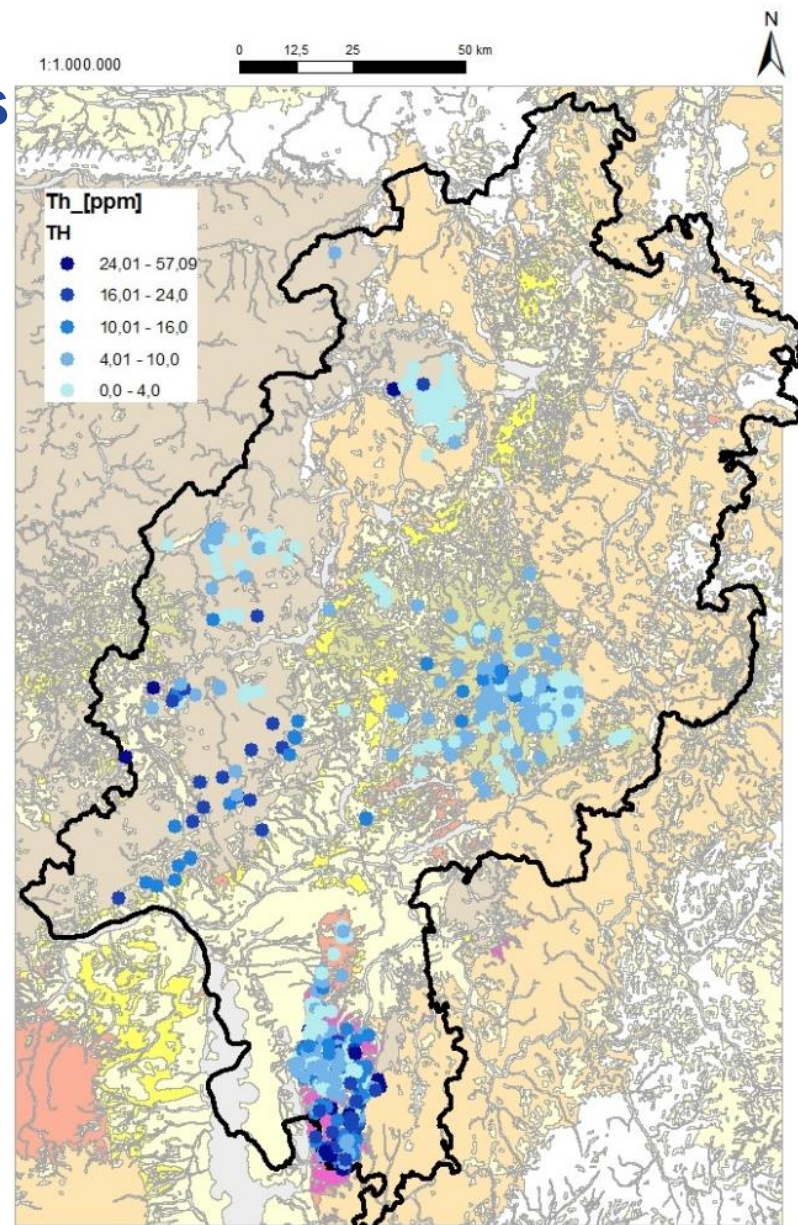 N
0 12,5 25 50 km
1:1.000.000
s
Th_[ppm]
TH
24,01 - 57,09
16,01 - 24,0
10,01 - 16,0
4,01 - 10,0
0,0 - 4,0